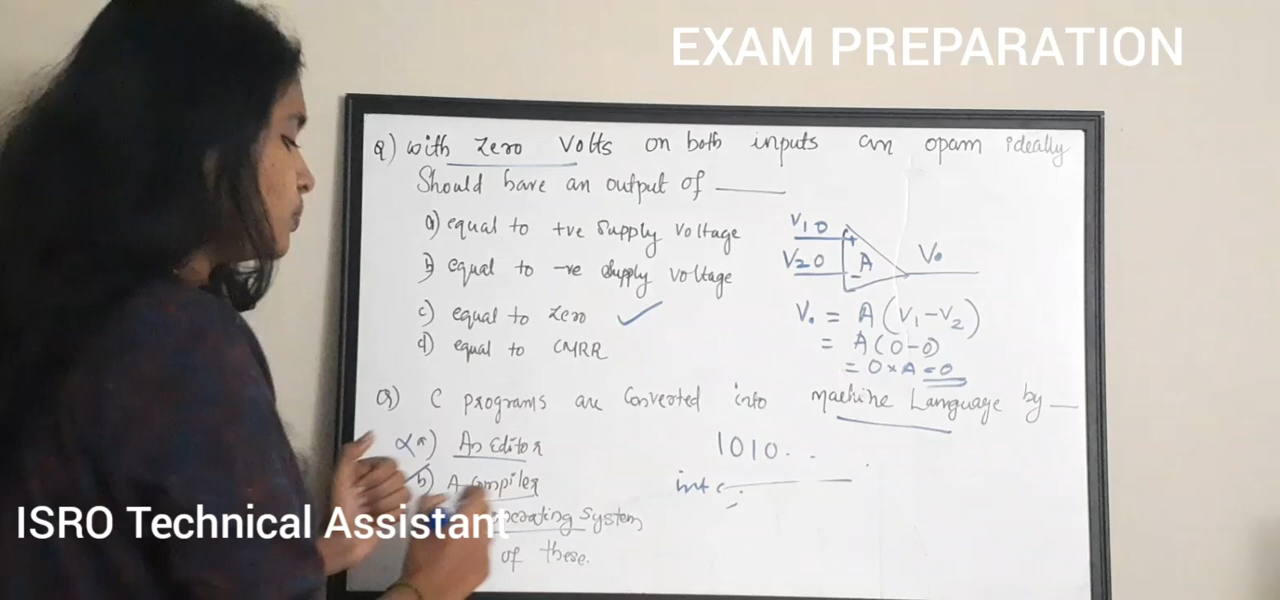 EXAM PREPARATION
Q) with zero volts on both inputs an opam ideally
Should have an output of ____
a) equal to +ve supply voltage
b) equal to -ve supply voltage
c) equal to zero ✓
d) equal to CMRR
V1 0
V2 0
+
-
A
V₀
V₀ = A(V1-V2)
= A(0-0)
= 0×A = 0
Q) C programs are converted into machine Language by __
a) An Editor
b) A compiler
perating system
of these.
1010..
int c;
ISRO Technical Assistant